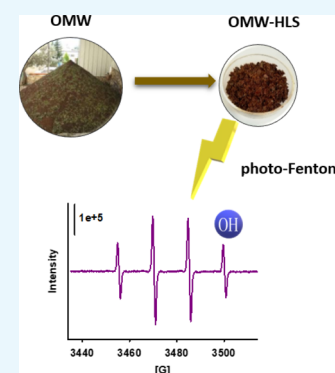 OMW
OMW-HLS
photo-Fenton
1e+5
OH
Intensity
3440 3460 3480 3500
[G]